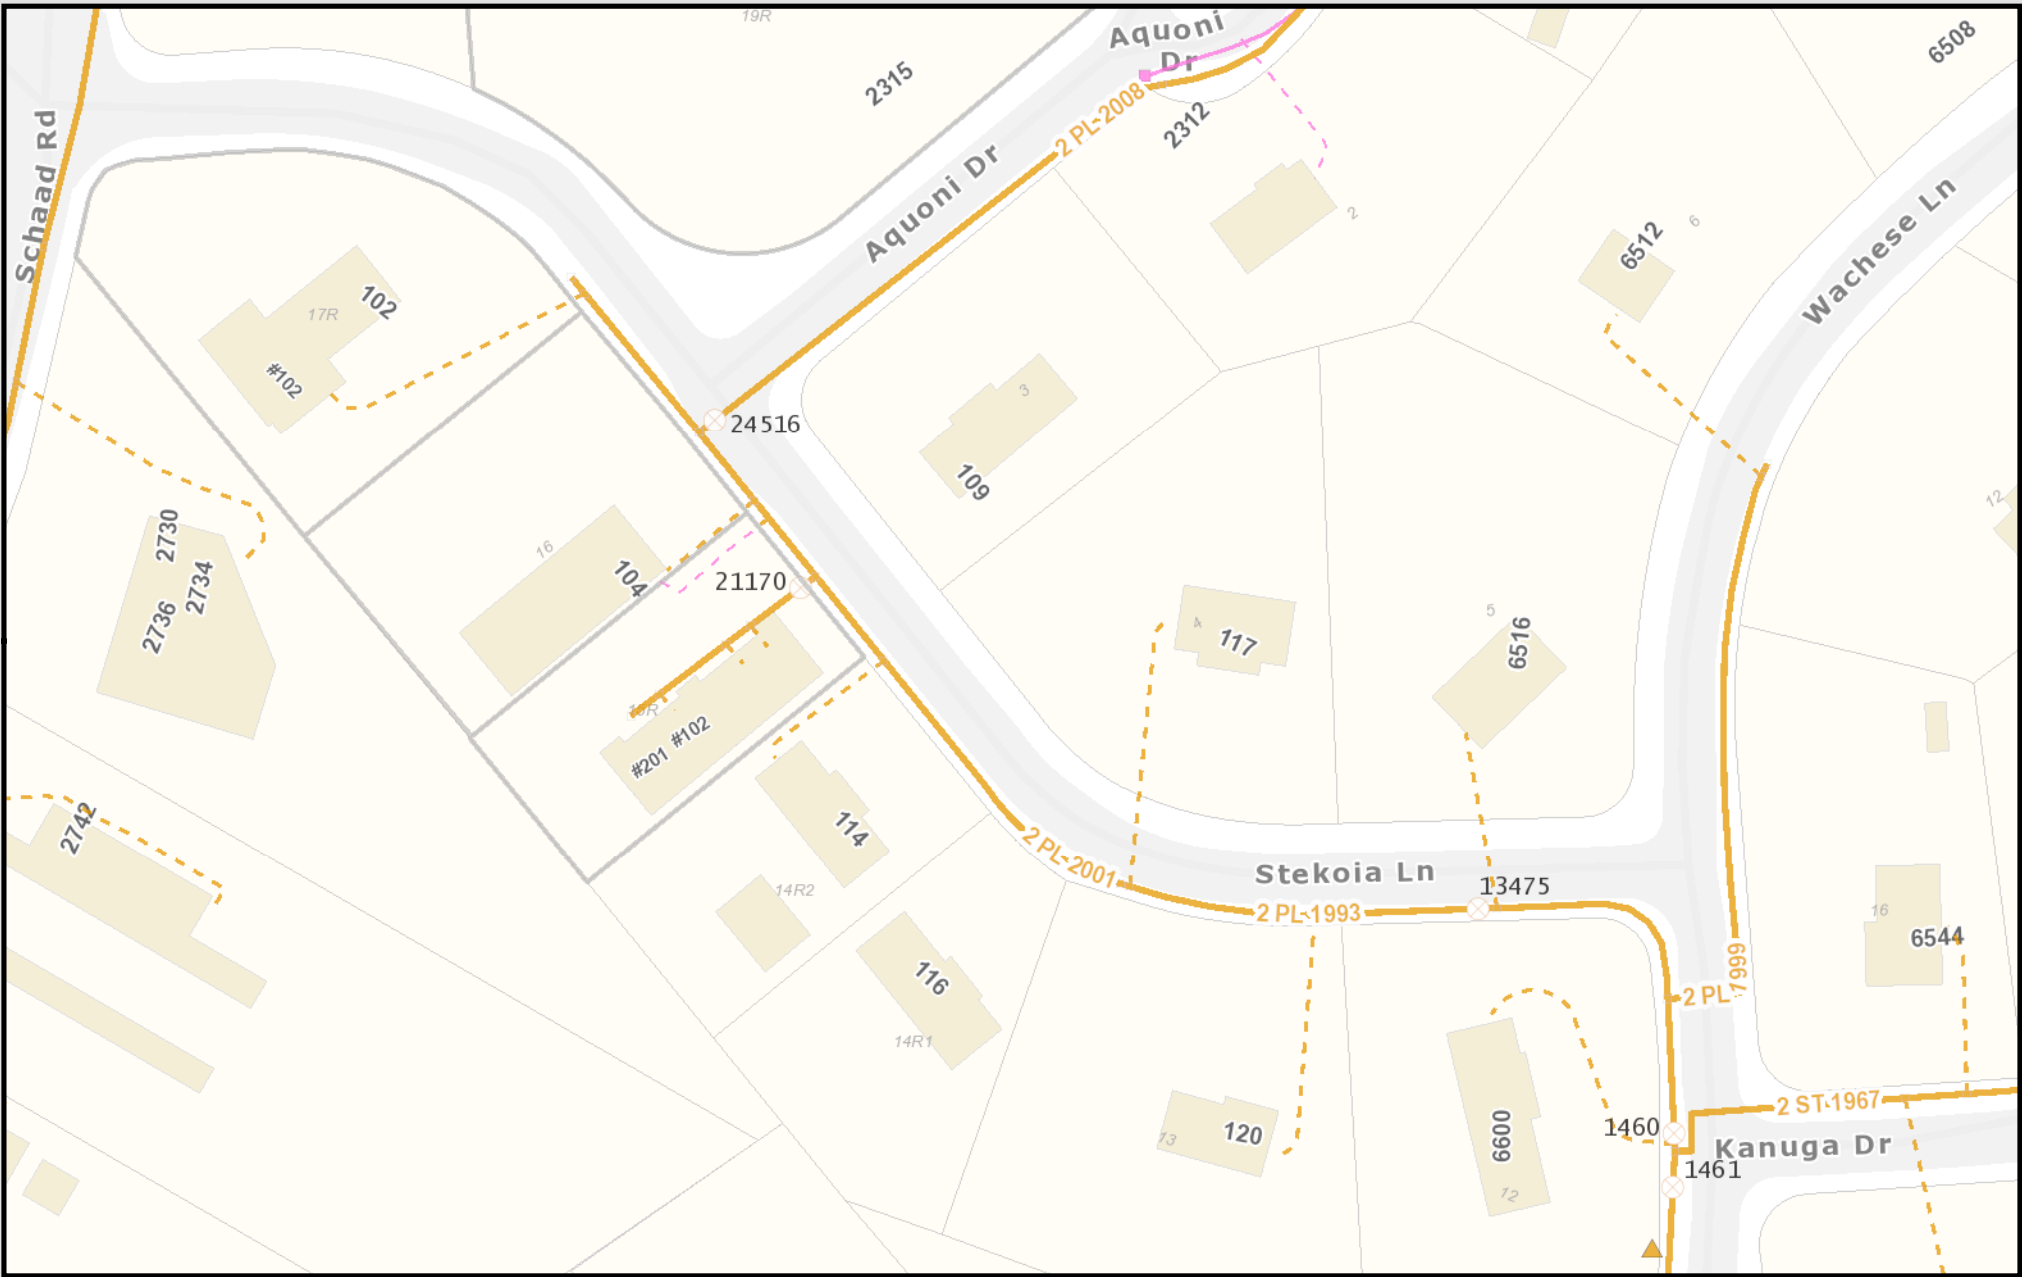 19R
Aquoni
Dr
6508
2315
2 PL-2008
2312
Schaad Rd
Aquoni Dr
2
6
6512
Wachese Ln
102
17R
#102
3
24516
109
12
2730
2734
2736
16
104
21170
4
117
5
6516
15R
#102
#201
2742
114
2 PL-2001
14R2
Stekoia Ln
13475
2 PL-1993
16
6544
116
2 PL-1999
14R1
2 ST-1967
120
13
6600
1460
Kanuga Dr
1461
12